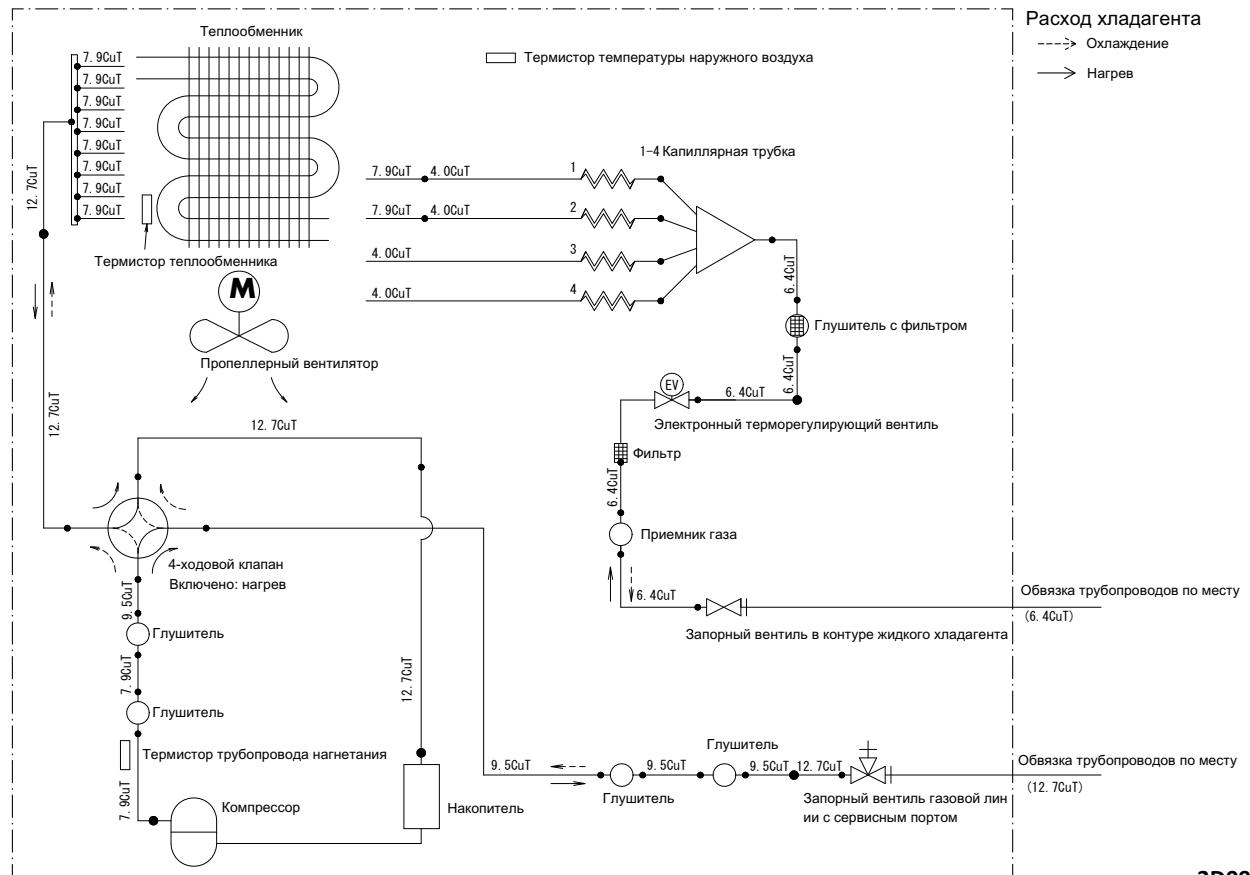 Теплообменник
Расход хладагента
Охлаждение
Нагрев
Термистор температуры наружного воздуха
7.9CuT
7.9CuT
7.9CuT
7.9CuT
7.9CuT
7.9CuT
7.9CuT
7.9CuT
12.7CuT
Термистор теплообменника
M
Пропеллерный вентилятор
1-4 Капиллярная трубка
7.9CuT 4.0CuT 1
7.9CuT 4.0CuT 2
4.0CuT 3
4.0CuT 4
6.4CuT
Глушитель с фильтром
6.4CuT
EV
6.4CuT
Электронный терморегулирующий вентиль
Фильтр
6.4CuT
Приемник газа
6.4CuT
Запорный вентиль в контуре жидкого хладагента
Обвязка трубопроводов по месту
(6.4CuT)
12.7CuT
12.7CuT
4-ходовой клапан
Включено: нагрев
9.5CuT
Глушитель
7.9CuT
Глушитель
Термистор трубопровода нагнетания
7.9CuT
Компрессор
12.7CuT
Накопитель
9.5CuT
Глушитель
9.5CuT
Глушитель
9.5CuT 12.7CuT
Запорный вентиль газовой лин
ии с сервисным портом
Обвязка трубопроводов по месту
(12.7CuT)